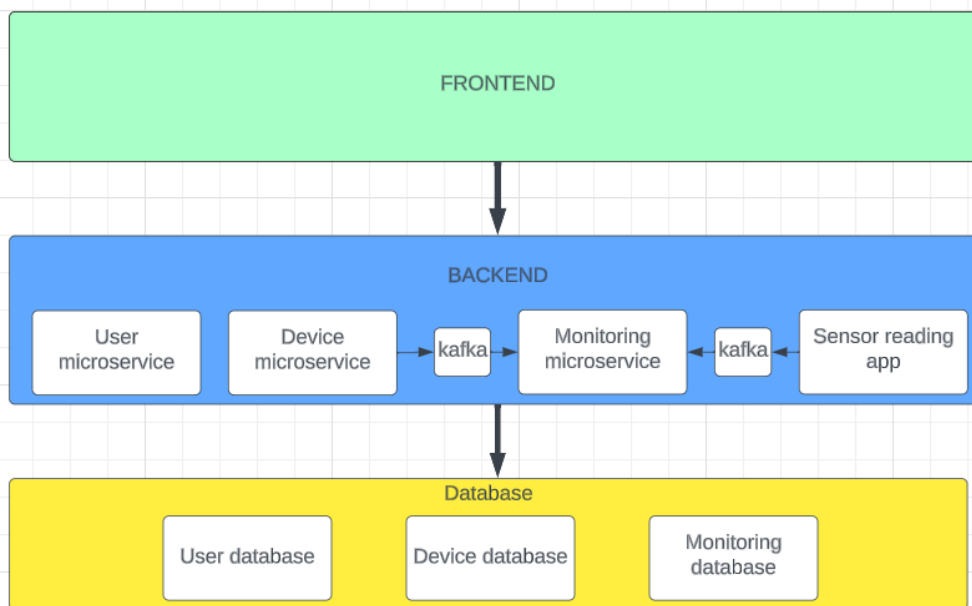 FRONTEND
BACKEND
User
microservice
Device
microservice
kafka
Monitoring
microservice
kafka
Sensor reading
app
Database
User database
Device database
Monitoring
database